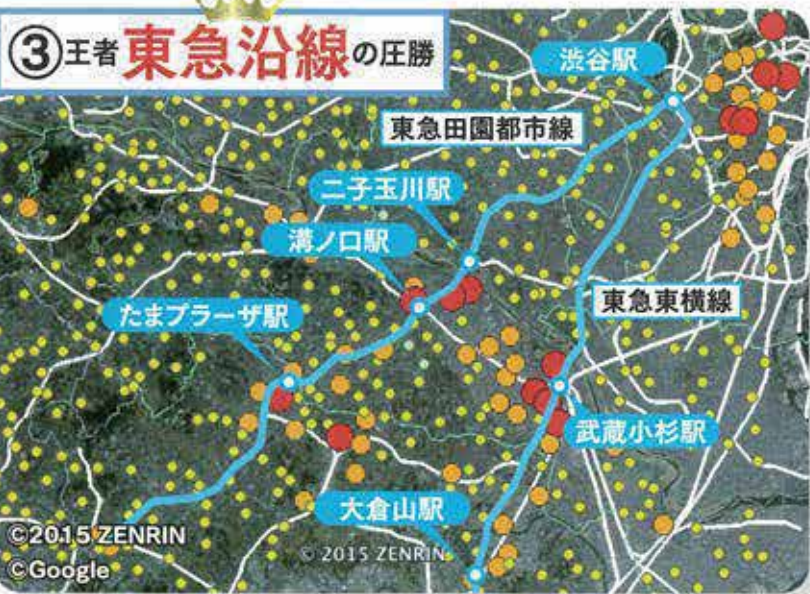 ③王者東急沿線の圧勝
渋谷駅
東急田園都市線
二子玉川駅
溝ノ口駅
東急東横線
たまプラーザ駅
武蔵小杉駅
大倉山駅
©2015 ZENRIN
© 2015 ZENRIN
©Google